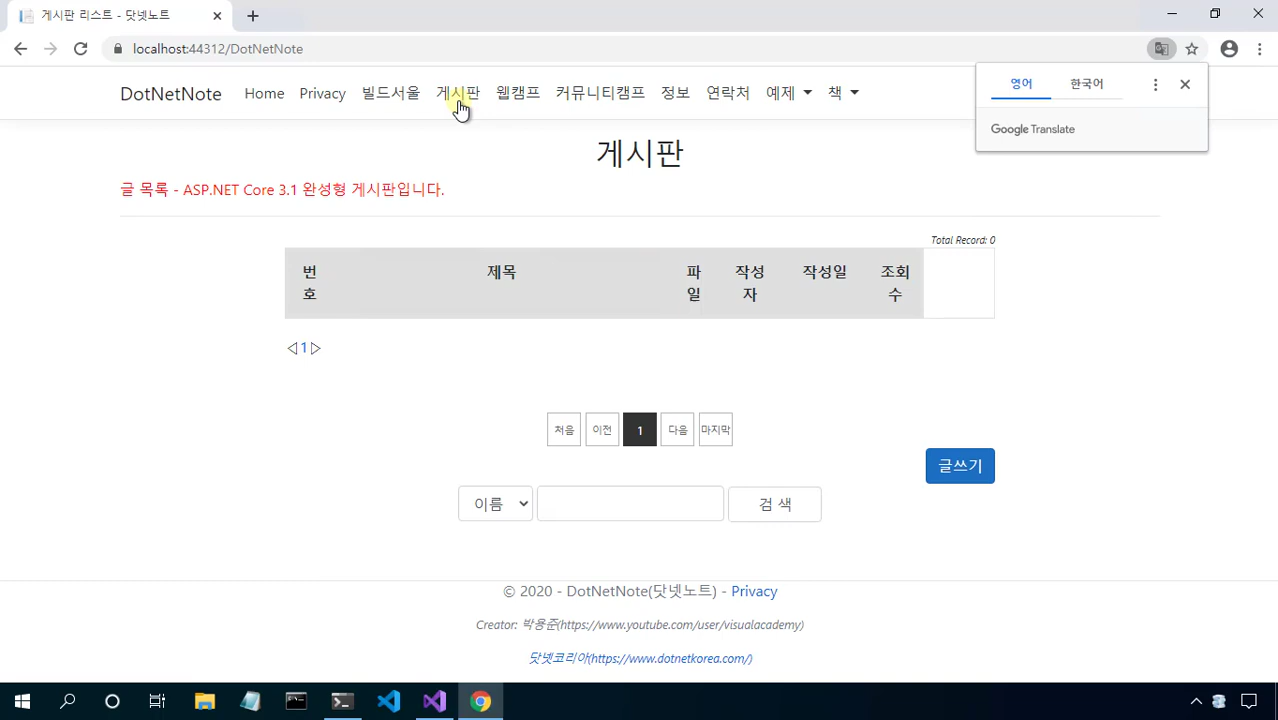 게시판 리스트 - 닷넷노트
localhost:44312/DotNetNote
DotNetNote Home Privacy 빌드서울 게시판 웹캠프 커뮤니티캠프 정보 연락처 예제 책
영어 한국어
Google Translate
게시판
글 목록 - ASP.NET Core 3.1 완성형 게시판입니다.
Total Record: 0
번호 제목 파일 작성자 작성일 조회수
◁ 1 ▷
처음 이전 1 다음 마지막
글쓰기
이름 검 색
© 2020 - DotNetNote(닷넷노트) - Privacy
Creator: 박용준(https://www.youtube.com/user/visualacademy)
닷넷코리아(https://www.dotnetkorea.com/)